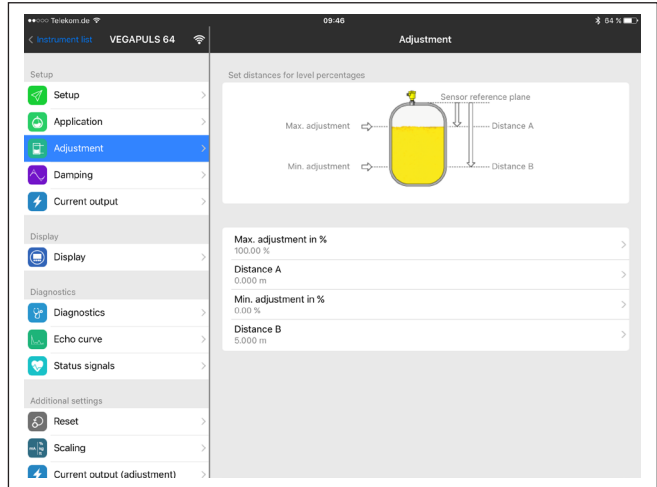 Telekom.de
09:46
64 %
Instrument list
VEGAPULS 64
Adjustment
Setup
Setup
Application
Adjustment
Damping
Current output
Display
Display
Diagnostics
Diagnostics
Echo curve
Status signals
Additional settings
Reset
Scaling
Current output (adjustment)
Set distances for level percentages
Sensor reference plane
Max. adjustment
Distance A
Min. adjustment
Distance B
Max. adjustment in %
100.00 %
Distance A
0.000 m
Min. adjustment in %
0.00 %
Distance B
5.000 m